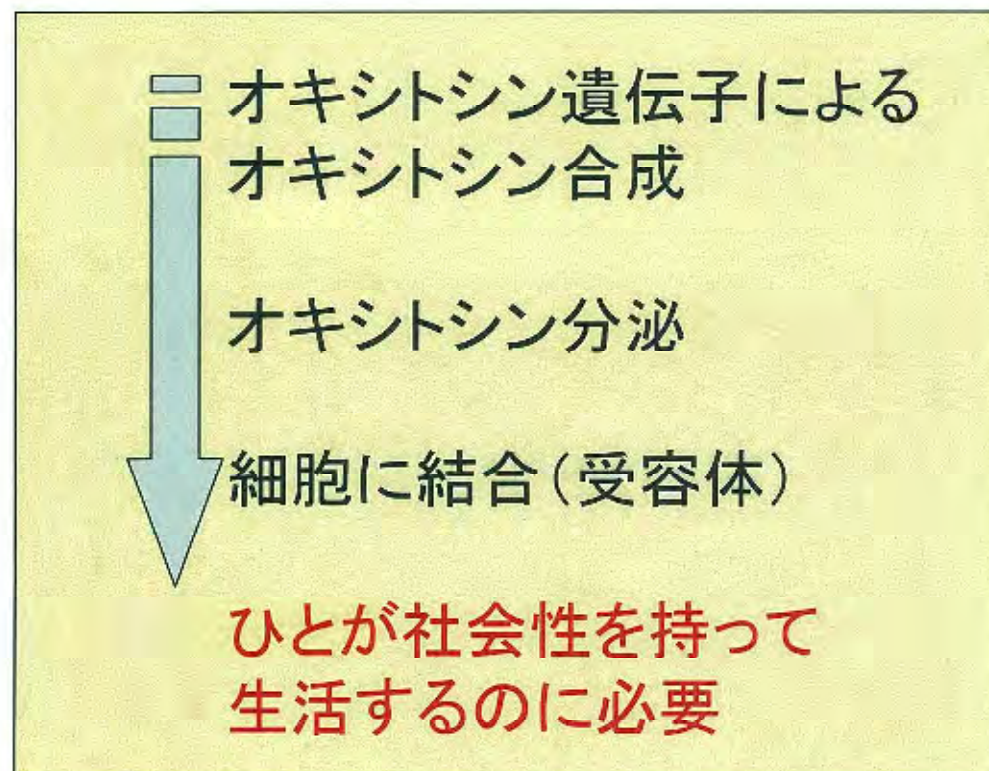 オキシトシン遺伝子による
オキシトシン合成
オキシトシン分泌
細胞に結合(受容体)
ひとが社会性を持って
生活するのに必要